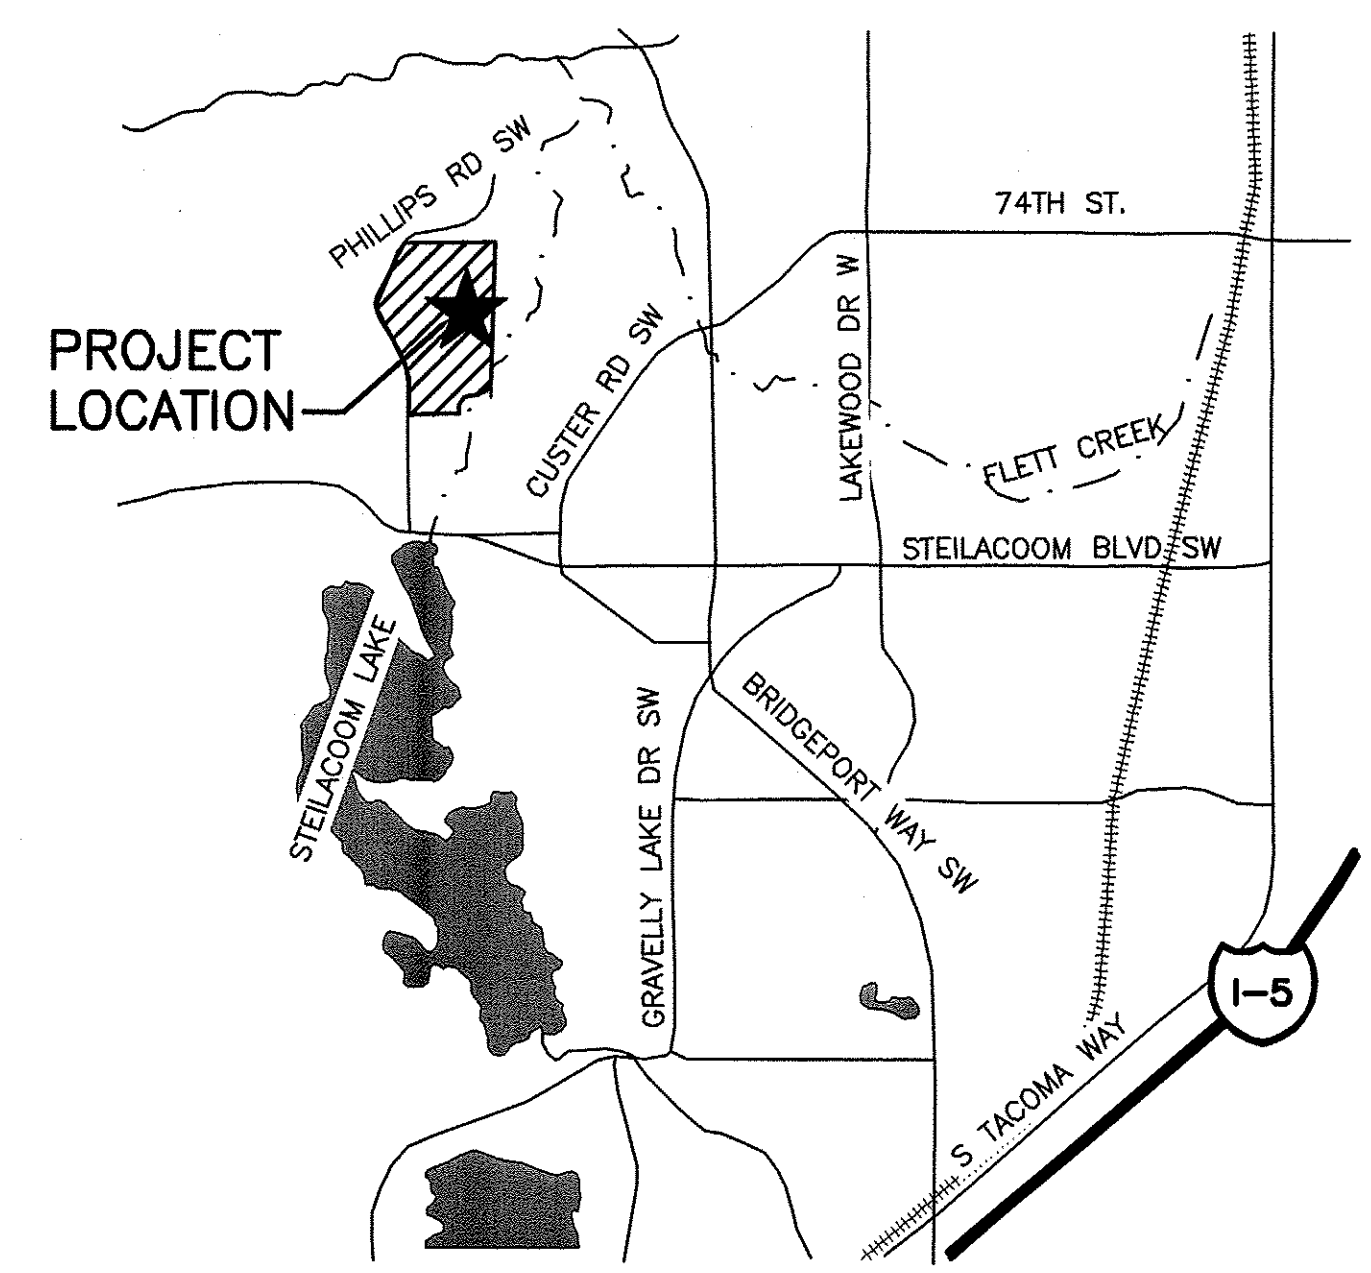 PHILLIPS RD SW
74TH ST.
PROJECT
LOCATION
CUSTER RD SW
LAKEWOOD DR W
FLETT CREEK
STEILACOOM BLVD SW
STEILACOOM LAKE
GRAVELLY LAKE DR SW
BRIDGEPORT WAY SW
I-5
S TACOMA WAY